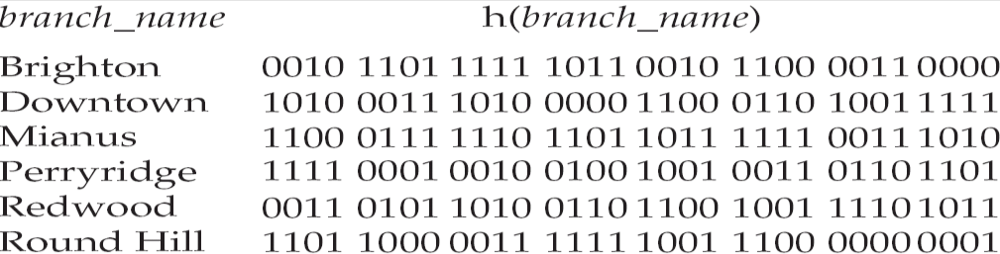 branch_name h(branch_name)
Brighton 0010 1101 1111 1011 0010 1100 0011 0000
Downtown 1010 0011 1010 0000 1100 0110 1001 1111
Mianus 1100 0111 1110 1101 1011 1111 0011 1010
Perryridge 1111 0001 0010 0100 1001 0011 0110 1101
Redwood 0011 0101 1010 0110 1100 1001 1110 1011
Round Hill 1101 1000 0011 1111 1001 1100 0000 0001